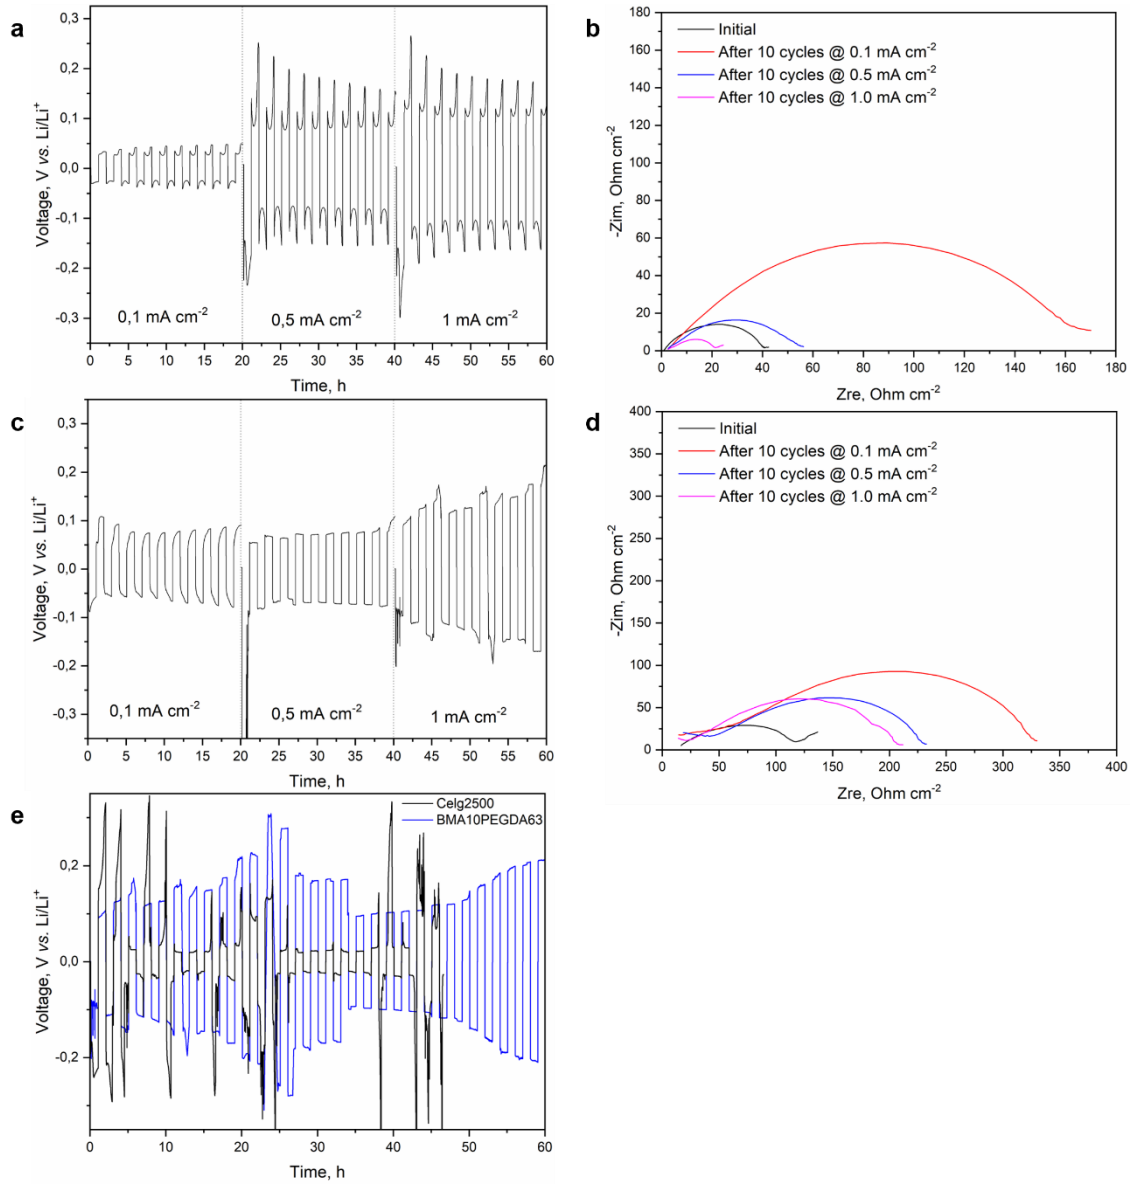 a
0,3
0,2
0,1
0,0
-0,1
-0,2
-0,3
Voltage, V vs. Li/Li⁺
0,1 mA cm⁻²
0,5 mA cm⁻²
1 mA cm⁻²
0 5 10 15 20 25 30 35 40 45 50 55 60
Time, h
b
180
160
140
120
100
80
60
40
20
0
-Zim, Ohm cm⁻²
Initial
After 10 cycles @ 0.1 mA cm⁻²
After 10 cycles @ 0.5 mA cm⁻²
After 10 cycles @ 1.0 mA cm⁻²
0 20 40 60 80 100 120 140 160 180
Zre, Ohm cm⁻²
c
0,3
0,2
0,1
0,0
-0,1
-0,2
-0,3
Voltage, V vs. Li/Li⁺
0,1 mA cm⁻²
0,5 mA cm⁻²
1 mA cm⁻²
0 5 10 15 20 25 30 35 40 45 50 55 60
Time, h
d
400
350
300
250
200
150
100
50
0
-Zim, Ohm cm⁻²
Initial
After 10 cycles @ 0.1 mA cm⁻²
After 10 cycles @ 0.5 mA cm⁻²
After 10 cycles @ 1.0 mA cm⁻²
0 50 100 150 200 250 300 350 400
Zre, Ohm cm⁻²
e
0,2
0,0
-0,2
Voltage, V vs. Li/Li⁺
Celg2500
BMA10PEGDA63
0 10 20 30 40 50 60
Time, h